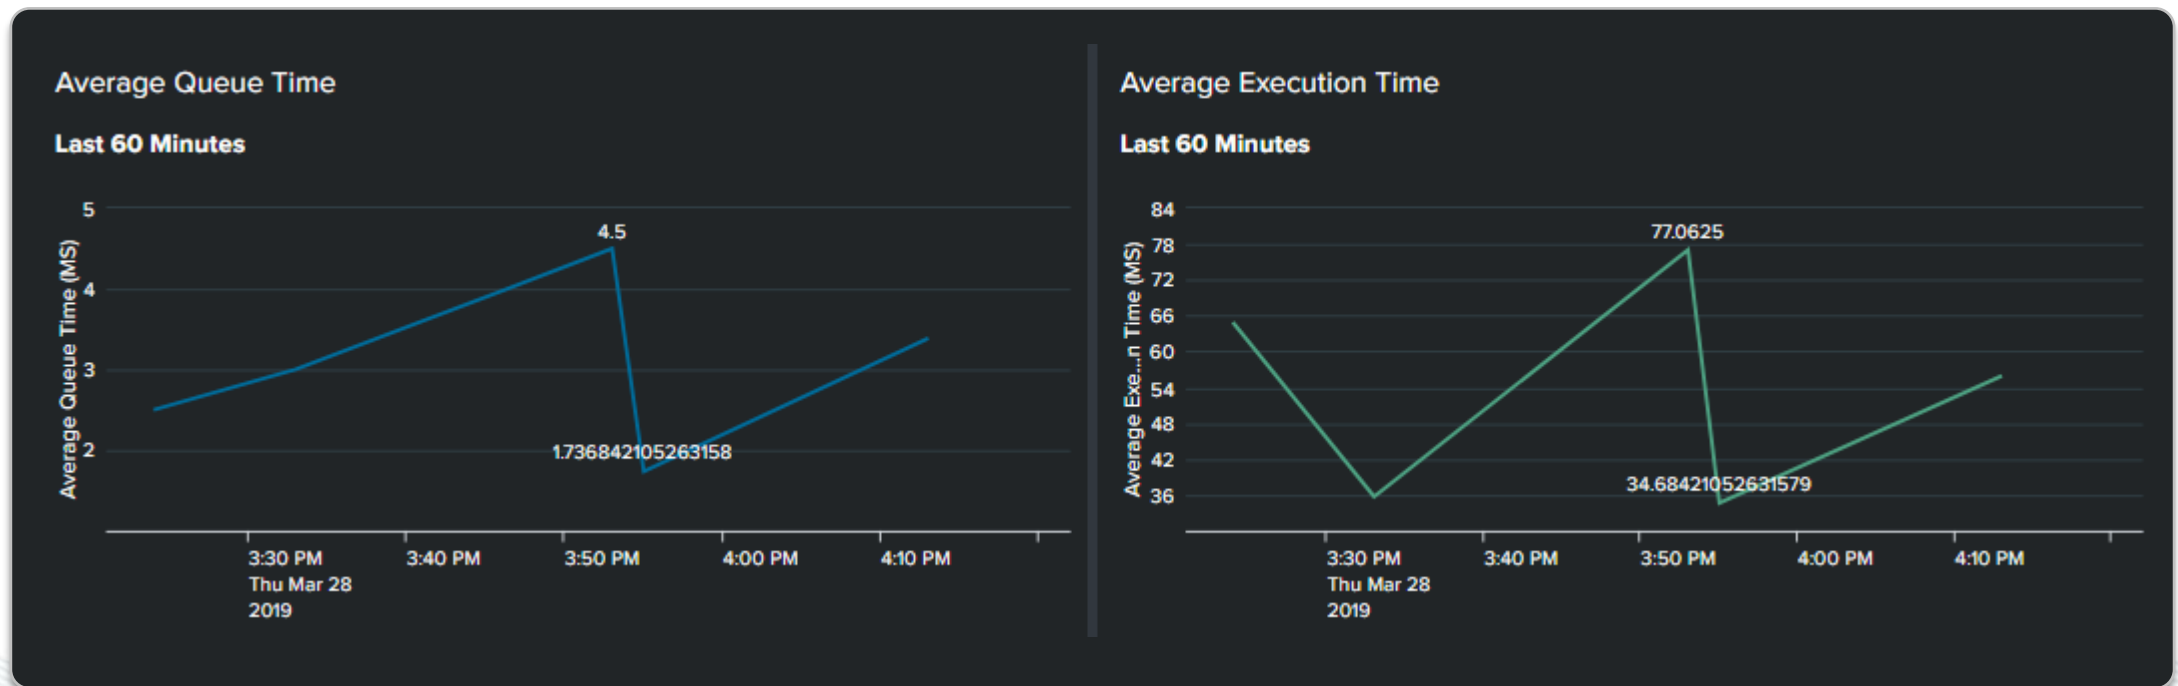 Average Queue Time
Last 60 Minutes
Average Queue Time (MS)
5
4
3
2
4.5
1.736842105263158
3:30 PM
Thu Mar 28
2019
3:40 PM
3:50 PM
4:00 PM
4:10 PM
Average Execution Time
Last 60 Minutes
Average Exe...n Time (MS)
84
78
72
66
60
54
48
42
36
77.0625
34.68421052631579
3:30 PM
Thu Mar 28
2019
3:40 PM
3:50 PM
4:00 PM
4:10 PM